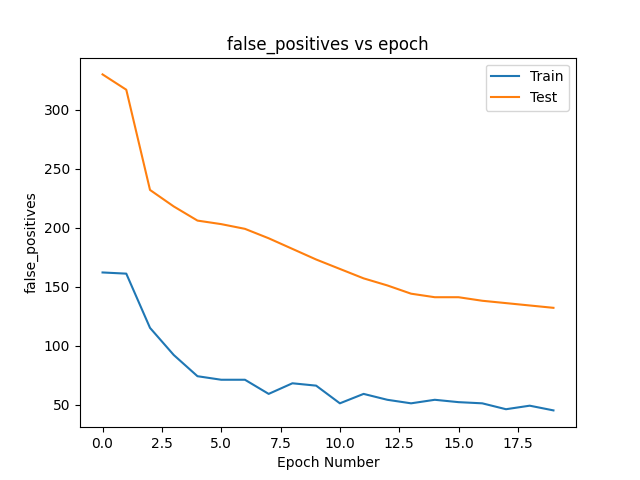 false_positives vs epoch
Train
Test
300
250
200
150
100
50
false_positives
0.0 2.5 5.0 7.5 10.0 12.5 15.0 17.5
Epoch Number